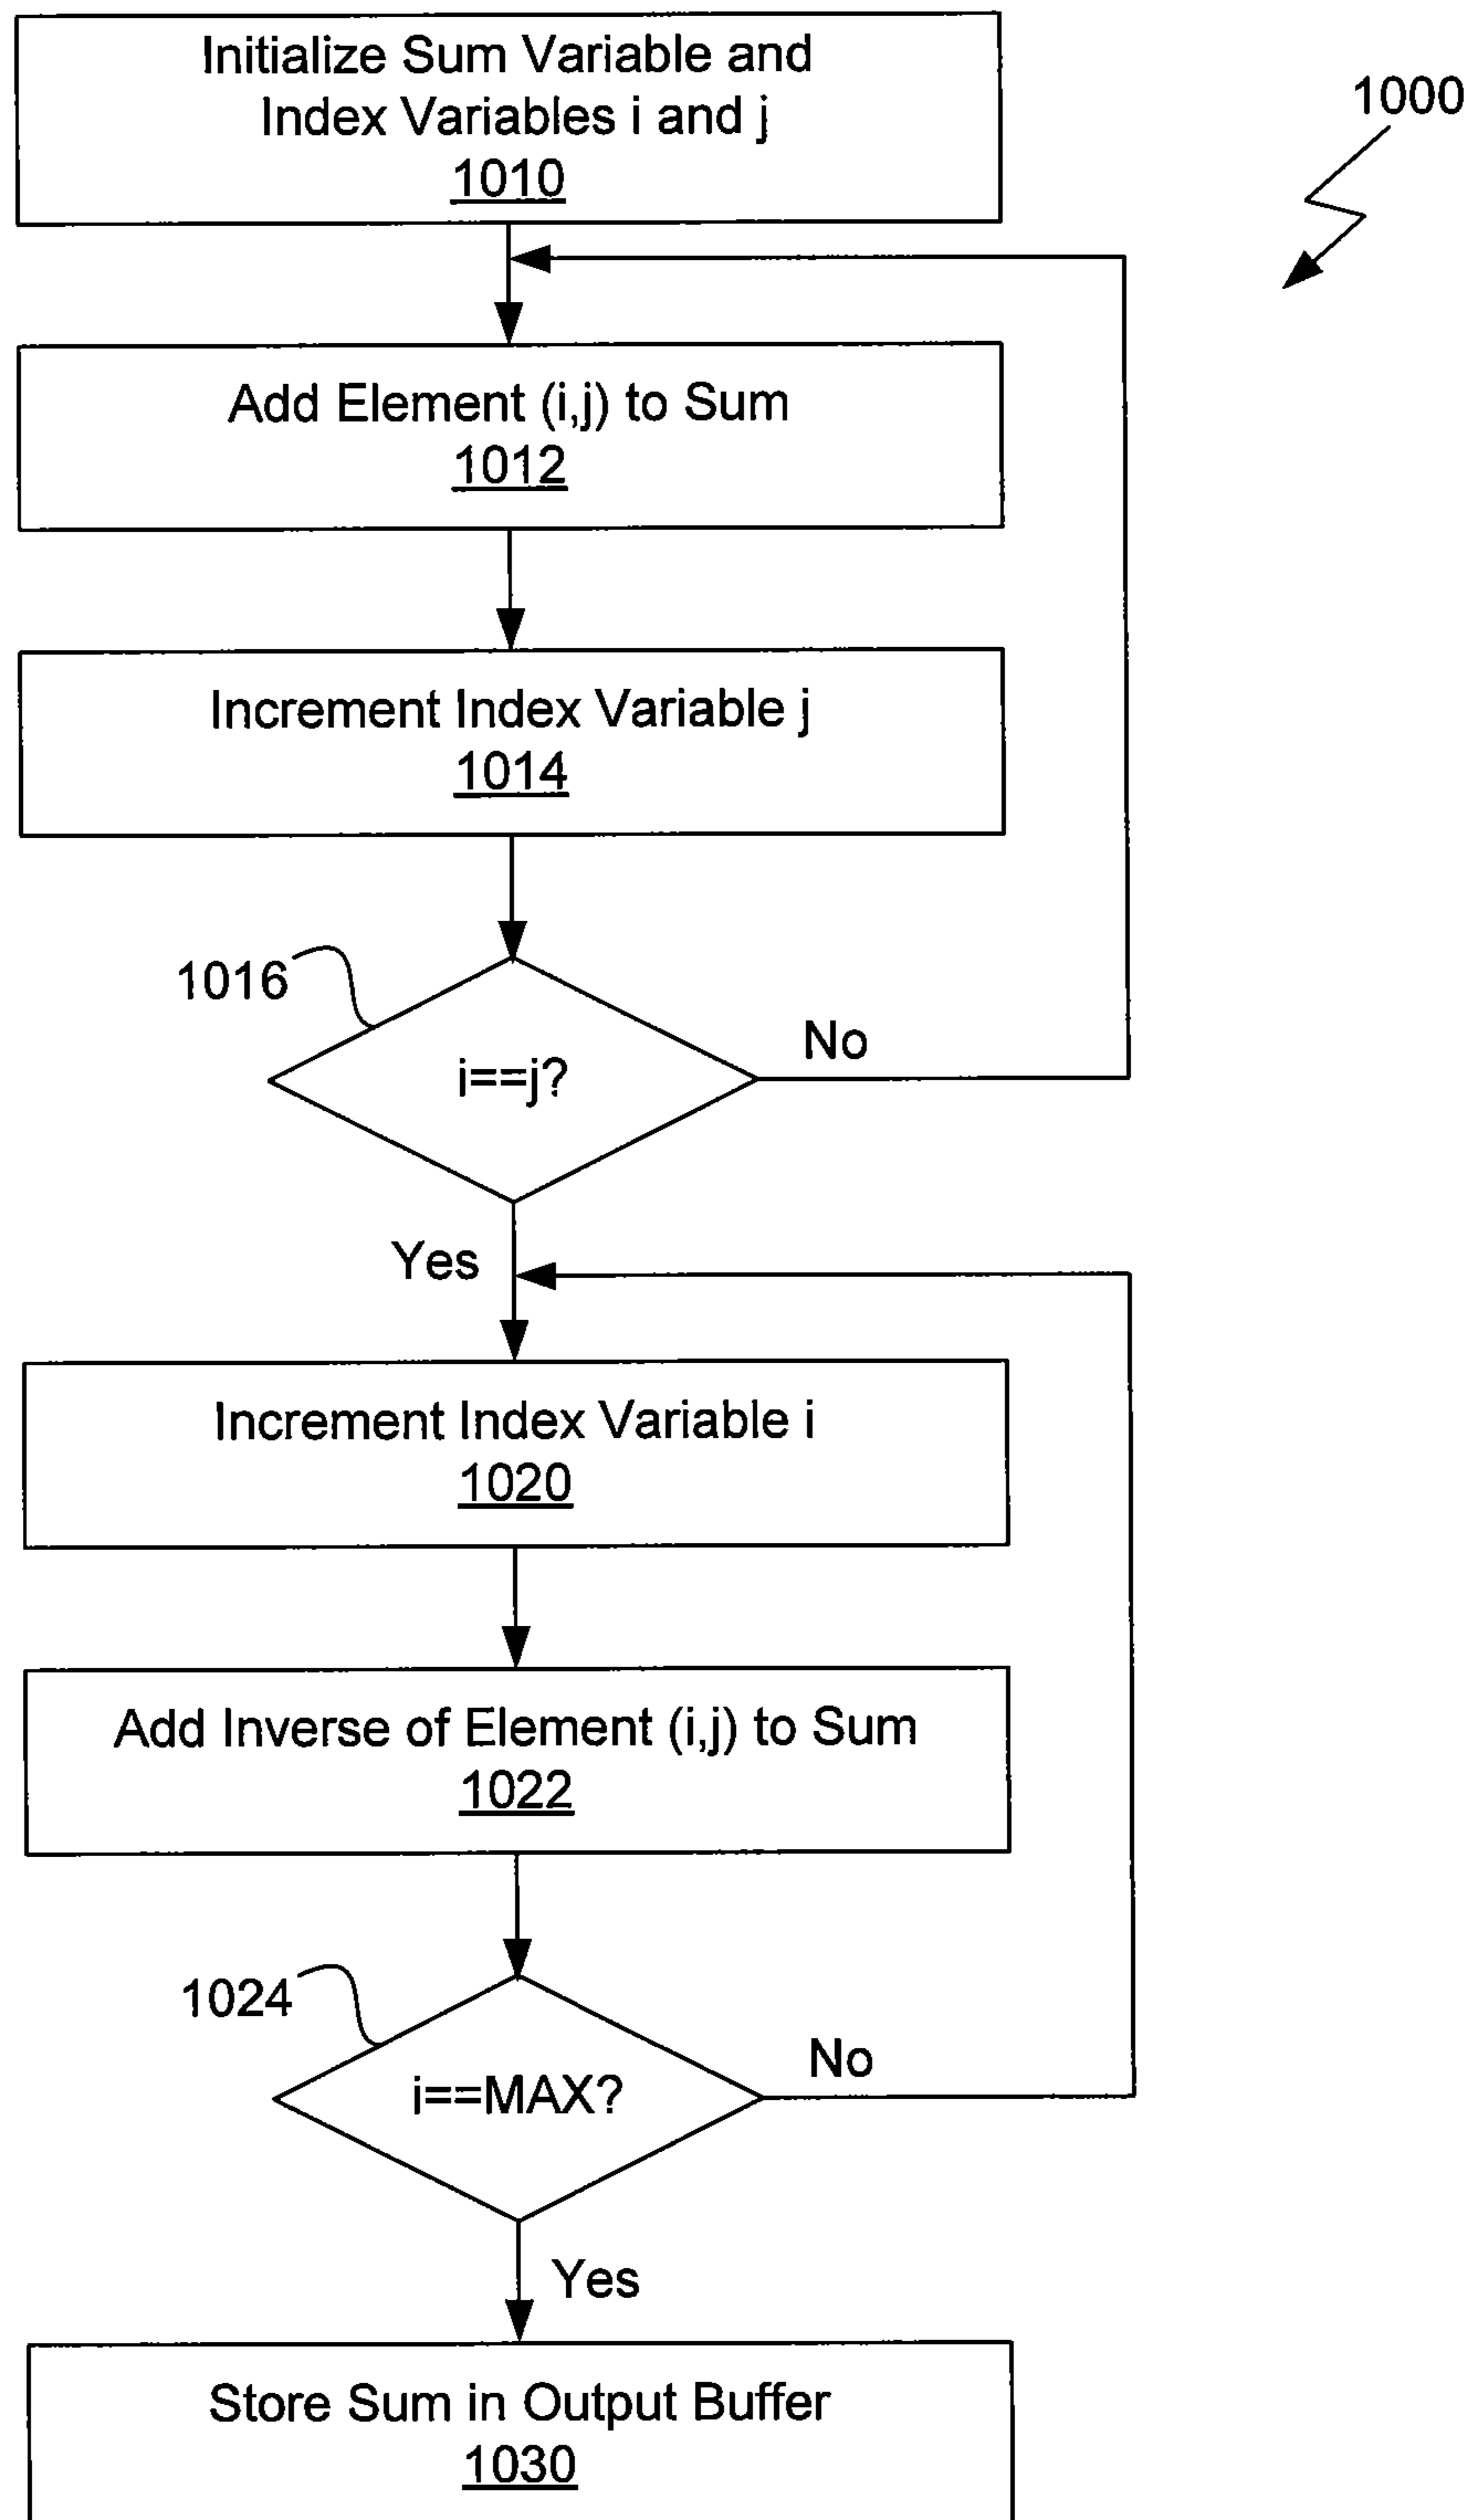 Initialize Sum Variable and
Index Variables i and j
1010
1000
Add Element (i,j) to Sum
1012
Increment Index Variable j
1014
1016
i==j?
No
Yes
Increment Index Variable i
1020
Add Inverse of Element (i,j) to Sum
1022
1024
i==MAX?
No
Yes
Store Sum in Output Buffer
1030